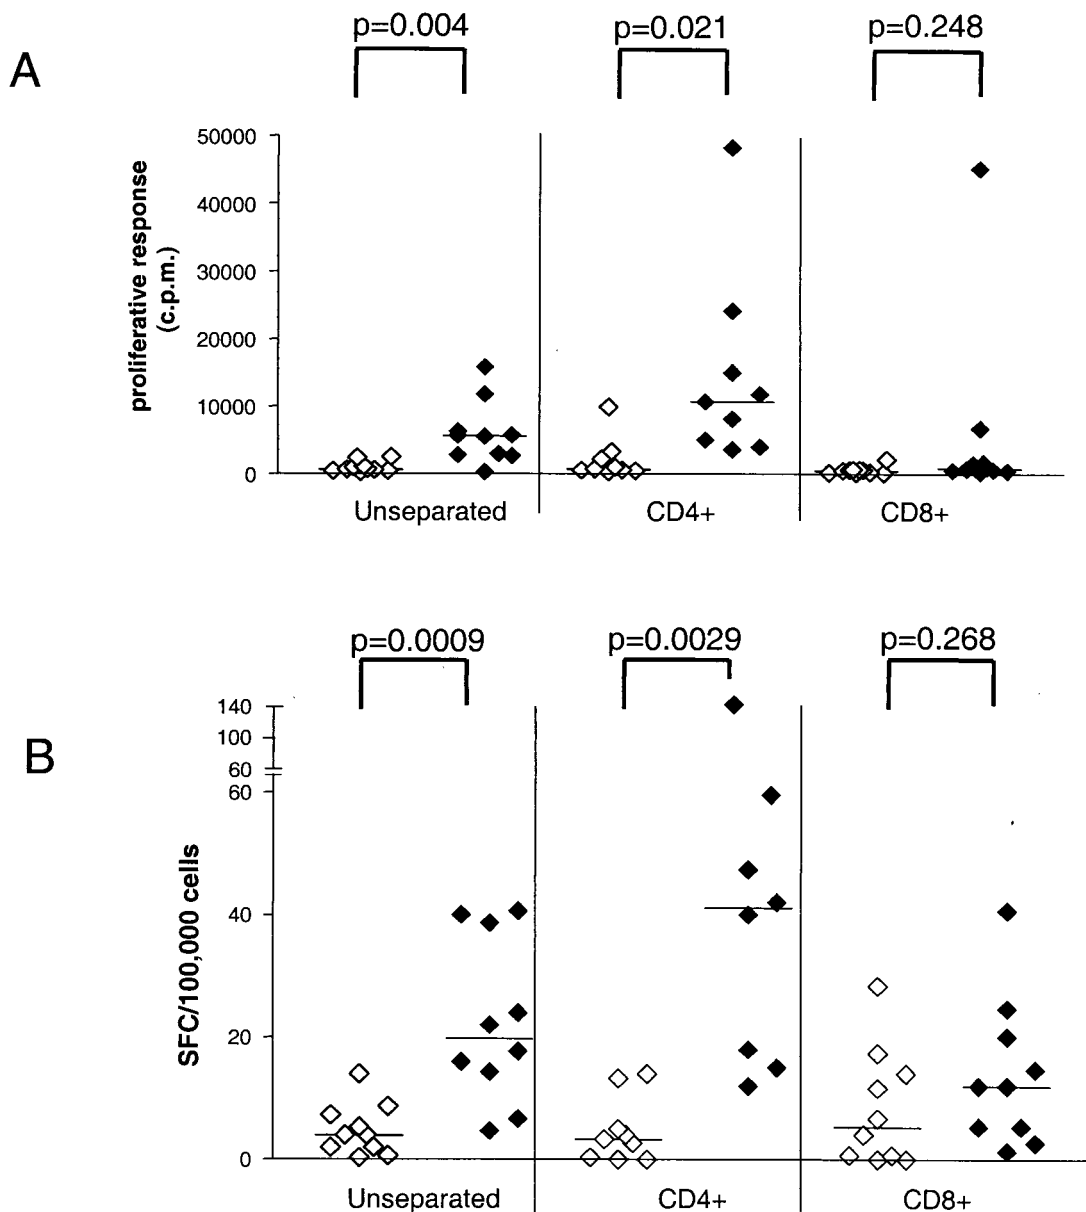 p=0.004 p=0.021 p=0.248
A
50000
40000
30000
20000
10000
0
proliferative response
(c.p.m.)
Unseparated CD4+ CD8+
p=0.0009 p=0.0029 p=0.268
B
140
100
60
60
40
20
0
SFC/100,000 cells
Unseparated CD4+ CD8+